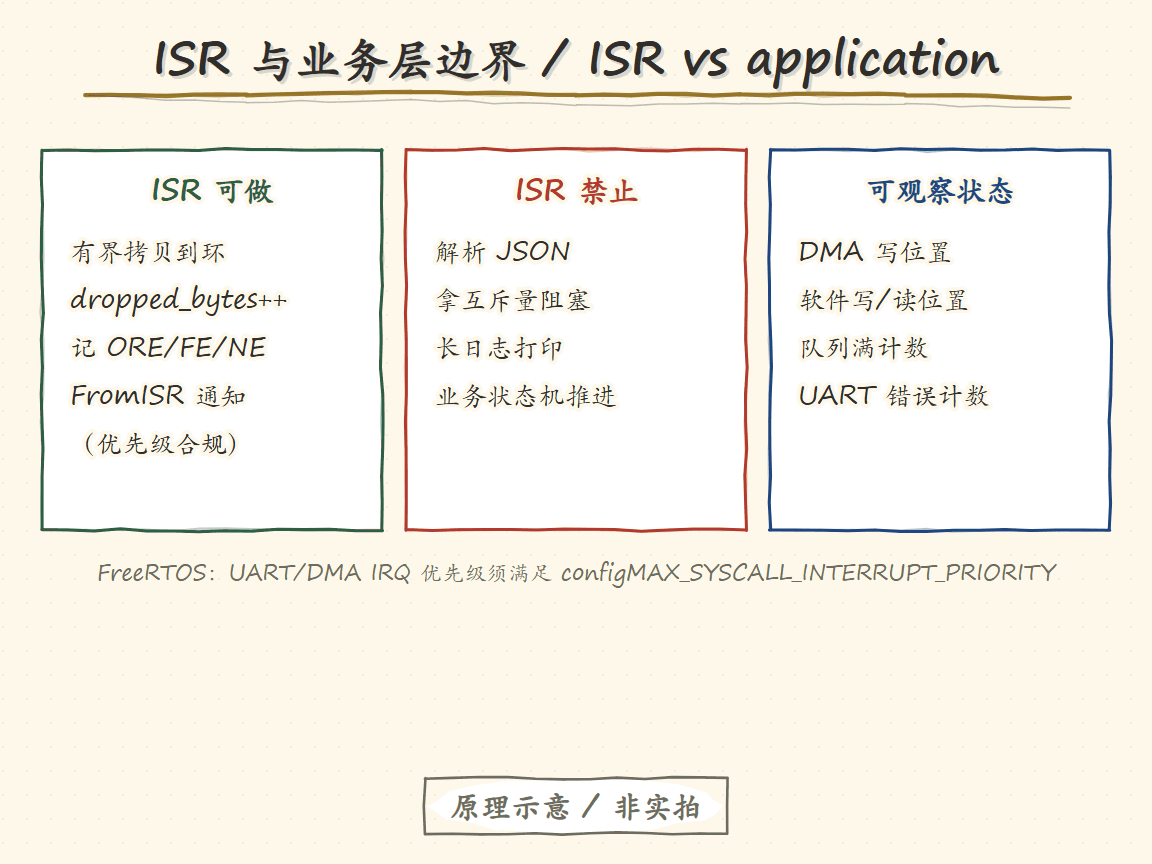 ISR 与业务层边界 / ISR vs application
ISR 可做
有界拷贝到环
dropped_bytes++
记 ORE/FE/NE
FromISR 通知
（优先级合规）
ISR 禁止
解析 JSON
拿互斥量阻塞
长日志打印
业务状态机推进
可观察状态
DMA 写位置
软件写/读位置
队列满计数
UART 错误计数
FreeRTOS：UART/DMA IRQ 优先级须满足 configMAX_SYSCALL_INTERRUPT_PRIORITY
原理示意 / 非实拍